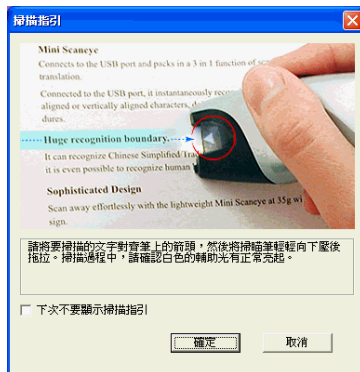 掃描指引
Mini Scaneye
Connects to the USB port and packs in a 3 in 1 function of
translation.
Connected to the USB port, it instantaneously
aligned or vertically aligned characters,
dures.
Huge recognition boundary.
It can recognize Chinese Simplified/
it is even possible to recognize human
Sophisticated Design
Scan away effortlessly with the lightweight Mini Scaneye at 35g
sign.
請將要掃描的文字對齊筆上的箭頭，然後將掃瞄筆輕輕向下壓後
拖拉。掃描過程中，請確認白色的輔助光有正常亮起。
下次不要顯示掃描指引
確定
取消